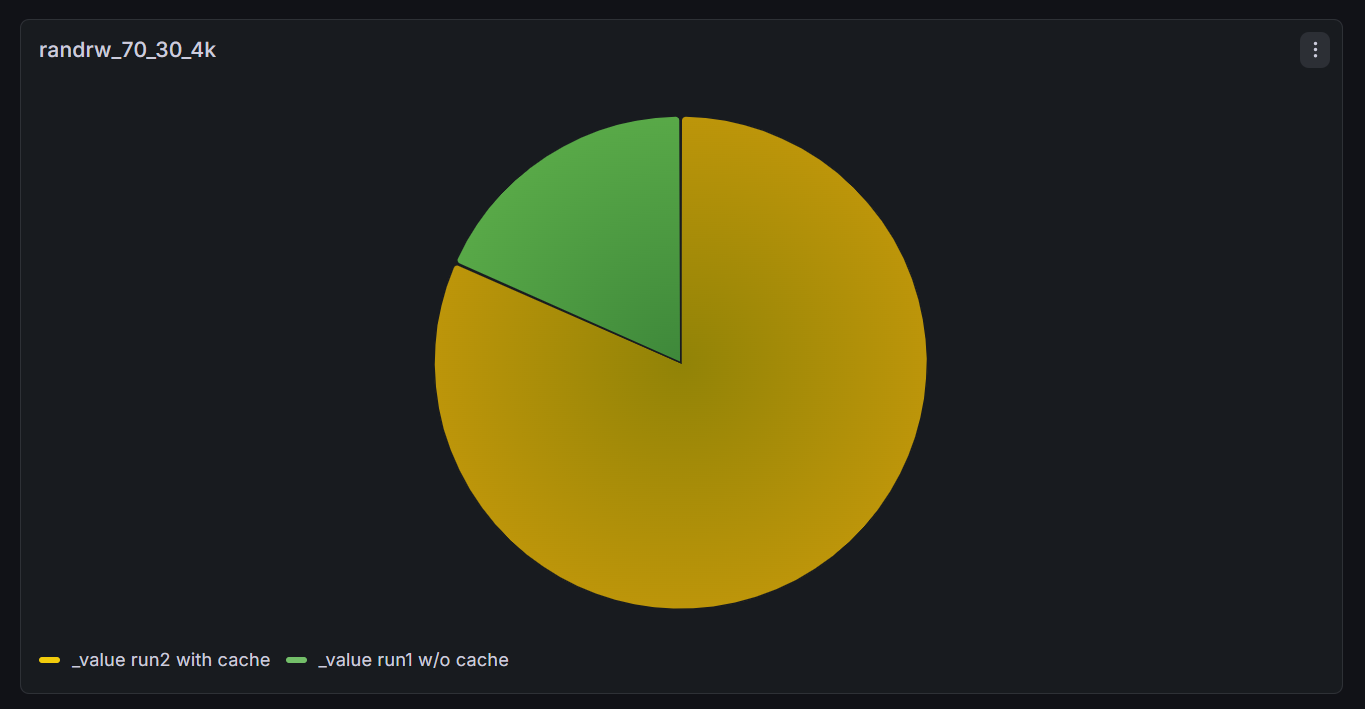 randrw_70_30_4k
_value run2 with cache _value run1 w/o cache